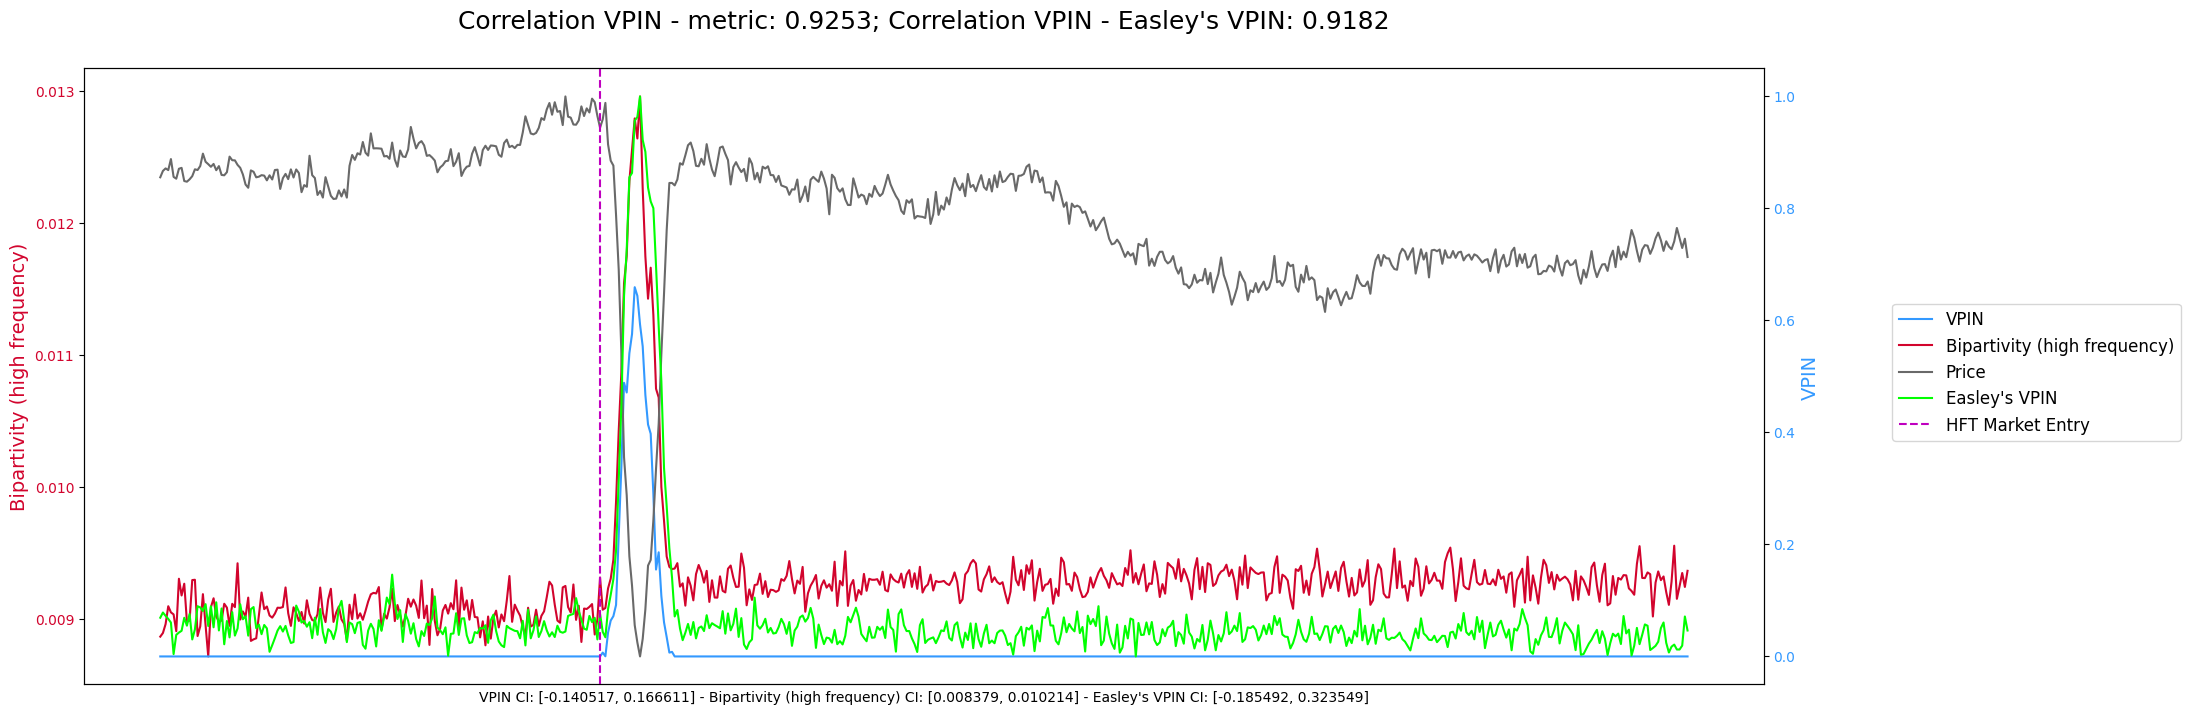 Correlation VPIN - metric: 0.9253; Correlation VPIN - Easley's VPIN: 0.9182
Bipartivity (high frequency)
0.013
0.012
0.011
0.010
0.009
1.0
0.8
0.6
0.4
0.2
0.0
VPIN
VPIN
Bipartivity (high frequency)
Price
Easley's VPIN
HFT Market Entry
VPIN CI: [-0.140517, 0.166611] - Bipartivity (high frequency) CI: [0.008379, 0.010214] - Easley's VPIN CI: [-0.185492, 0.323549]